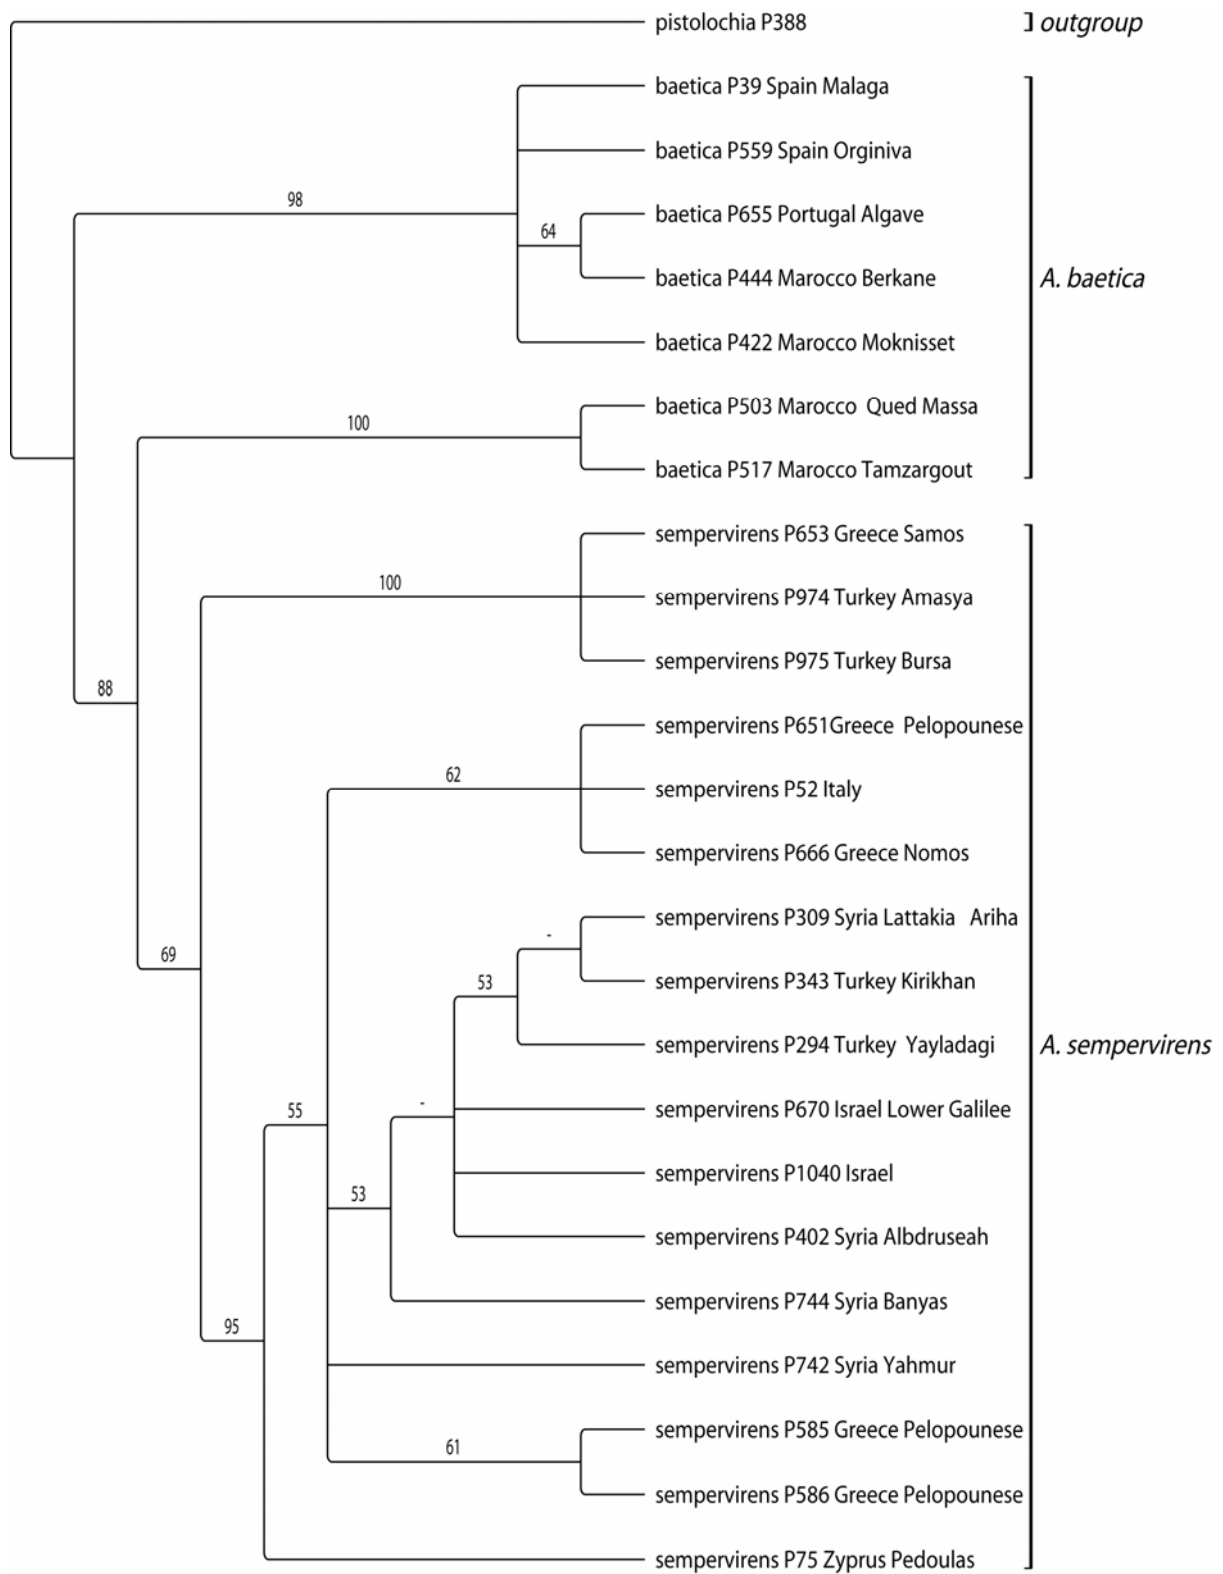 pistolochia P388
outgroup
baetica P39 Spain Malaga
baetica P559 Spain Orginiva
98
baetica P655 Portugal Algave
64
baetica P444 Marocco Berkane
A. baetica
baetica P422 Marocco Moknisset
baetica P503 Marocco Qued Massa
100
baetica P517 Marocco Tamzargout
sempervirens P653 Greece Samos
100
sempervirens P974 Turkey Amasya
sempervirens P975 Turkey Bursa
88
sempervirens P651Greece Pelopounese
62
sempervirens P52 Italy
sempervirens P666 Greece Nomos
sempervirens P309 Syria Lattakia Ariha
-
69
sempervirens P343 Turkey Kirikhan
53
sempervirens P294 Turkey Yayladagi
A. sempervirens
-
55
sempervirens P670 Israel Lower Galilee
sempervirens P1040 Israel
53
sempervirens P402 Syria Albdruseah
sempervirens P744 Syria Banyas
95
sempervirens P742 Syria Yahmur
sempervirens P585 Greece Pelopounese
61
sempervirens P586 Greece Pelopounese
sempervirens P75 Zyprus Pedoulas